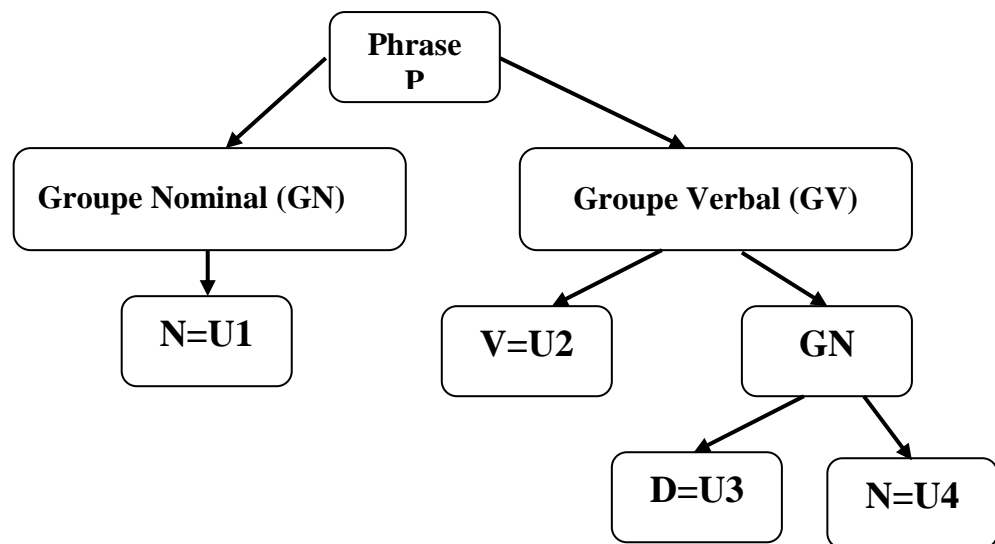 Phrase
P
Groupe Nominal (GN)
Groupe Verbal (GV)
N=U1
V=U2
GN
D=U3
N=U4